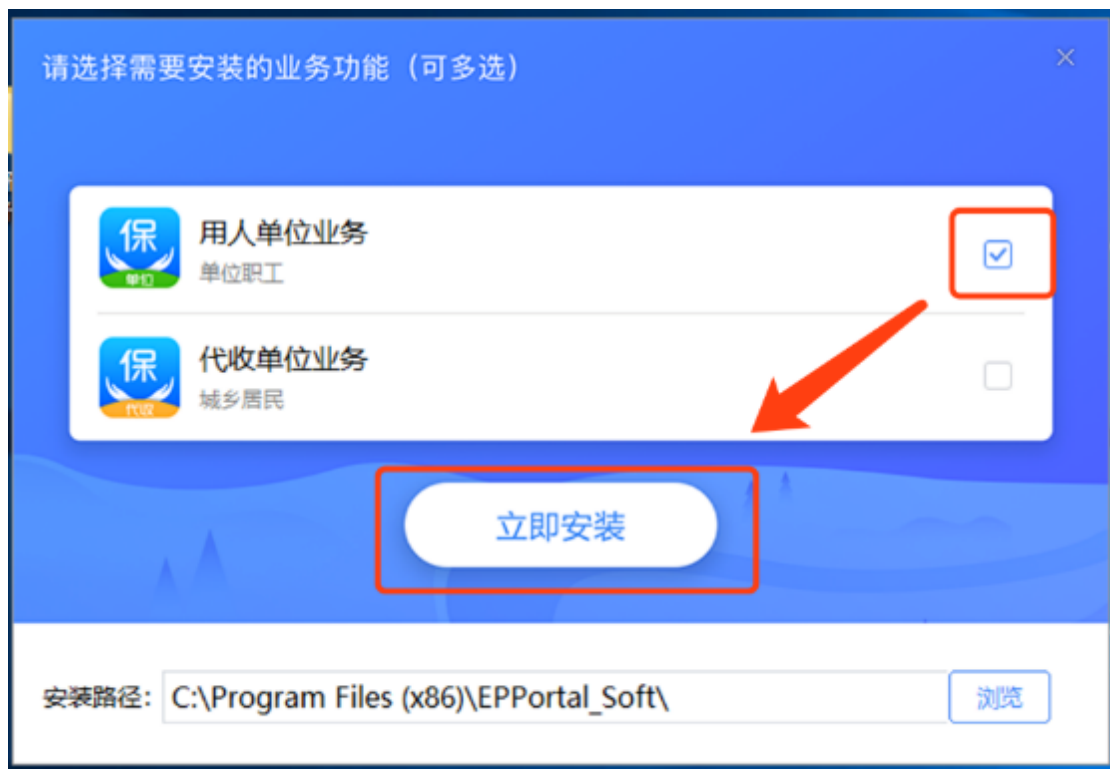 请选择需要安装的业务功能（可多选）
保
单位
用人单位业务
单位职工
保
代收
代收单位业务
城乡居民
立即安装
安装路径：
C:\Program Files (x86)\EPPortal_Soft\
浏览